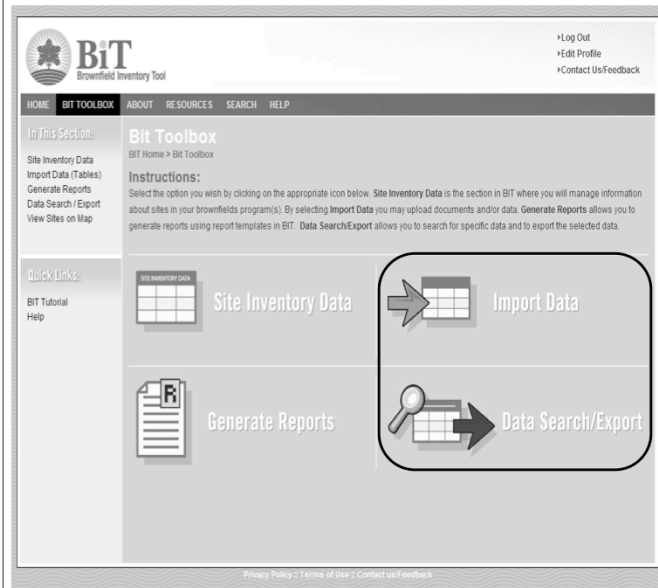 BiT
Brownfield Inventory Tool
Log Out
Edit Profile
Contact Us/Feedback
HOME BIT TOOLBOX ABOUT RESOURCES SEARCH HELP
In This Section:
Site Inventory Data
Import Data (Tables)
Generate Reports
Data Search / Export
View Sites on Map
Quick Links:
BIT Tutorial
Help
Bit Toolbox
BIT Home > Bit Toolbox
Instructions:
Select the option you wish by clicking on the appropriate icon below. Site Inventory Data is the section in BIT where you will manage information
about sites in your brownfields program(s). By selecting Import Data you may upload documents and/or data. Generate Reports allows you to
generate reports using report templates in BIT. Data Search/Export allows you to search for specific data and to export the selected data.
SITE INVENTORY DATA
Site Inventory Data
Import Data
R
Generate Reports
Data Search/Export
Privacy Policy :: Terms of Use :: Contact us/Feedback